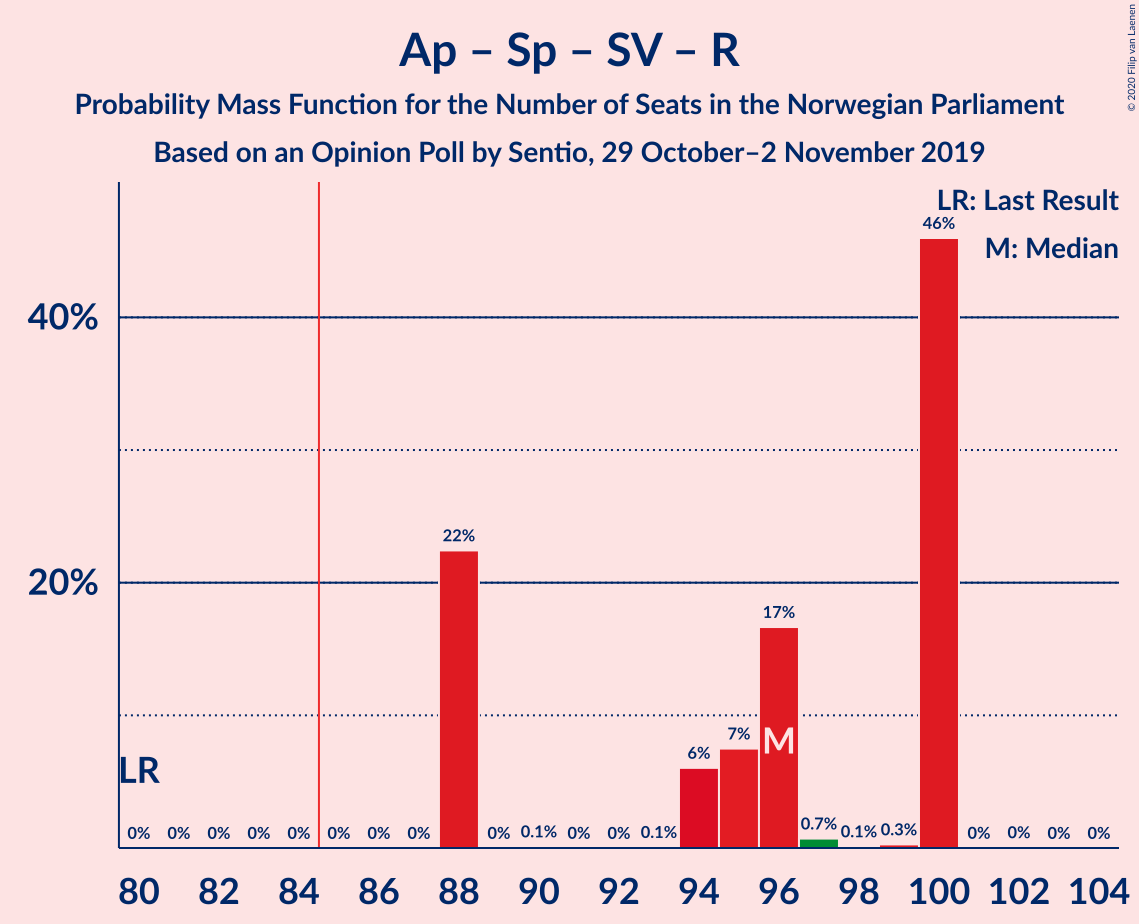 © 2020 Filip van Laenen
Ap – Sp – SV – R
Probability Mass Function for the Number of Seats in the Norwegian Parliament
Based on an Opinion Poll by Sentio, 29 October–2 November 2019
LR: Last Result
46%
M: Median
40%
22%
20%
17%
7%
M
6%
LR
0% 0% 0% 0% 0% 0% 0% 0% 0% 0.1% 0% 0% 0.1% 0.7% 0.1% 0.3% 0% 0% 0% 0%
80 82 84 86 88 90 92 94 96 98 100 102 104